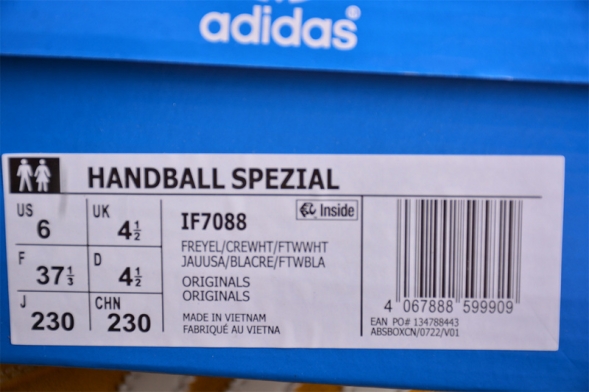 adidas®
HANDBALL SPEZIAL
US 6
UK 4½
F 37⅓
D 4½
J 230
CHN 230
IF7088
Inside
FREYEL/CREWHT/FTWWHT
JAUUSA/BLACRE/FTWBLA
ORIGINALS
ORIGINALS
MADE IN VIETNAM
FABRIQUÉ AU VIETNA
4 067888 599909
EAN PO# 134788443
ABSBOXCN/0722/V01